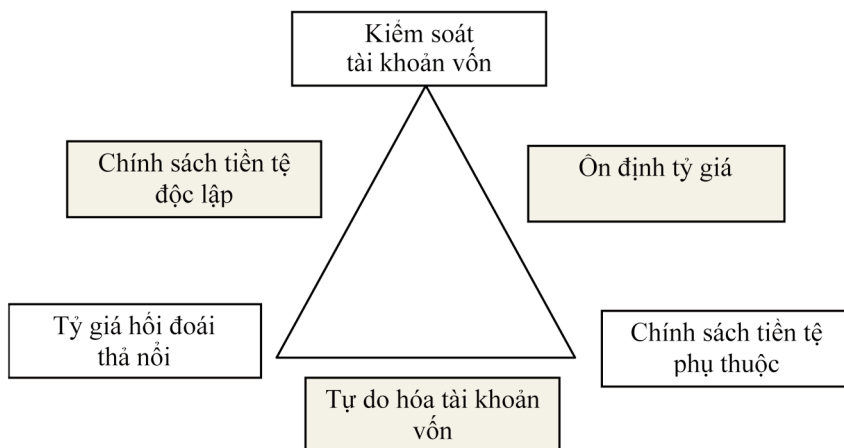 Kiểm soát
tài khoản vốn
Chính sách tiền tệ
độc lập
Ôn định tỷ giá
Tỷ giá hối đoái
thả nổi
Chính sách tiền tệ
phụ thuộc
Tự do hóa tài khoản
vốn